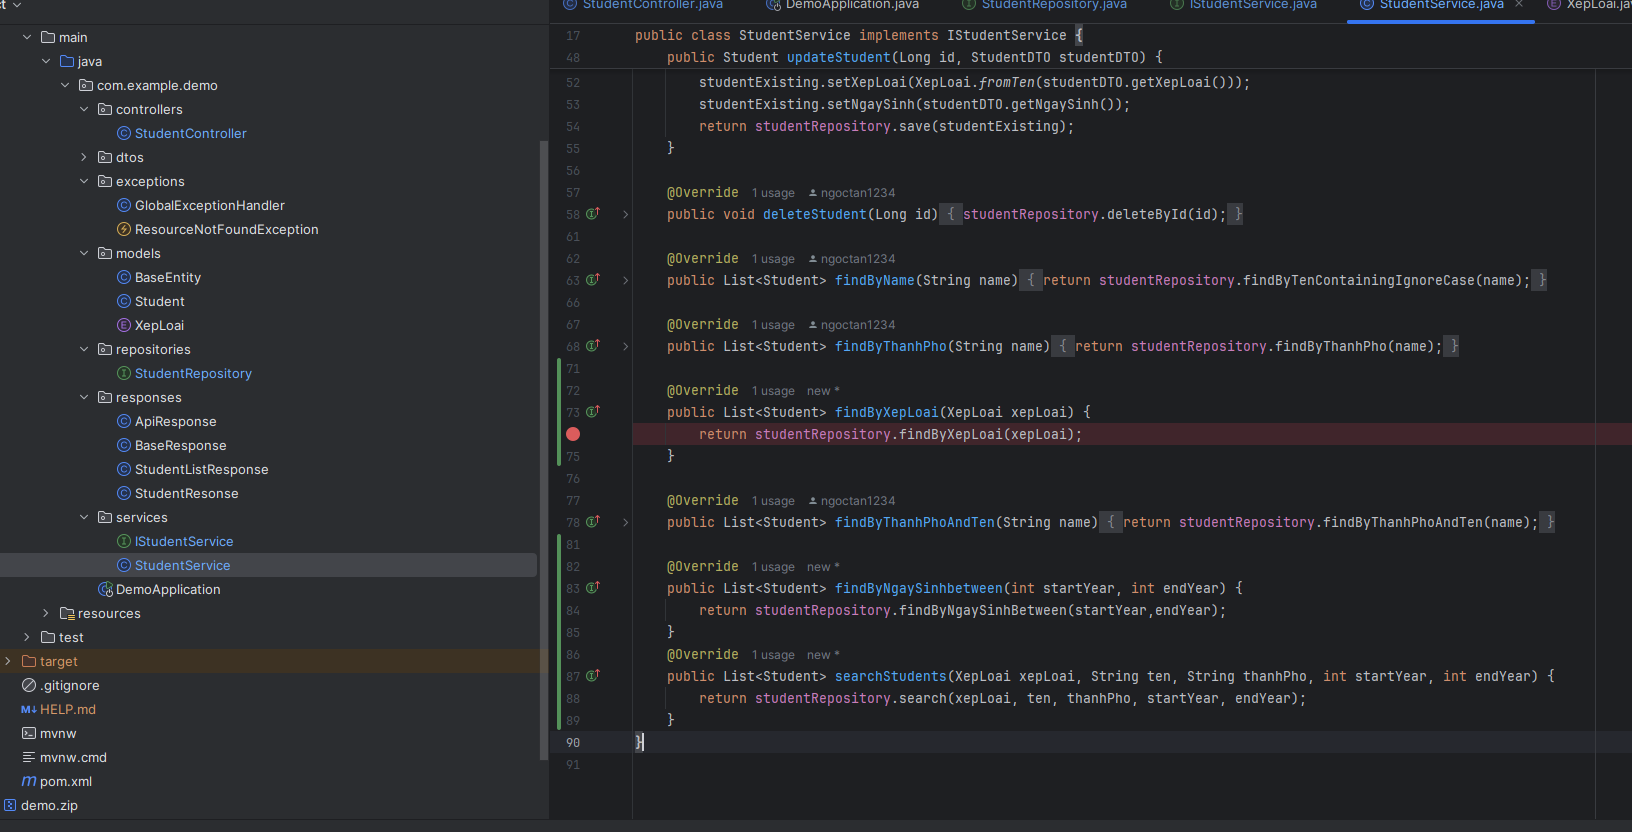 ct
main
java
com.example.demo
controllers
StudentController
dtos
exceptions
GlobalExceptionHandler
ResourceNotFoundException
models
BaseEntity
Student
XepLoai
repositories
StudentRepository
responses
ApiResponse
BaseResponse
StudentListResponse
StudentResonse
services
IStudentService
StudentService
DemoApplication
resources
test
target
.gitignore
M↓ HELP.md
mvnw
mvnw.cmd
m pom.xml
demo.zip
StudentController.java DemoApplication.java StudentRepository.java IStudentService.java StudentService.java × XepLoai.jav
17 public class StudentService implements IStudentService {
48 public Student updateStudent(Long id, StudentDTO studentDTO) {
52 studentExisting.setXepLoai(XepLoai.fromTen(studentDTO.getXepLoai()));
53 studentExisting.setNgaySinh(studentDTO.getNgaySinh());
54 return studentRepository.save(studentExisting);
55 }
56
57 @Override 1 usage ngoctan1234
58 public void deleteStudent(Long id) { studentRepository.deleteById(id); }
61
62 @Override 1 usage ngoctan1234
63 public List<Student> findByName(String name) { return studentRepository.findByTenContainingIgnoreCase(name); }
66
67 @Override 1 usage ngoctan1234
68 public List<Student> findByThanhPho(String name) { return studentRepository.findByThanhPho(name); }
71
72 @Override 1 usage new *
73 public List<Student> findByXepLoai(XepLoai xepLoai) {
return studentRepository.findByXepLoai(xepLoai);
75 }
76
77 @Override 1 usage ngoctan1234
78 public List<Student> findByThanhPhoAndTen(String name) { return studentRepository.findByThanhPhoAndTen(name); }
81
82 @Override 1 usage new *
83 public List<Student> findByNgaySinhbetween(int startYear, int endYear) {
84 return studentRepository.findByNgaySinhBetween(startYear,endYear);
85 }
86 @Override 1 usage new *
87 public List<Student> searchStudents(XepLoai xepLoai, String ten, String thanhPho, int startYear, int endYear) {
88 return studentRepository.search(xepLoai, ten, thanhPho, startYear, endYear);
89 }
90 }
91